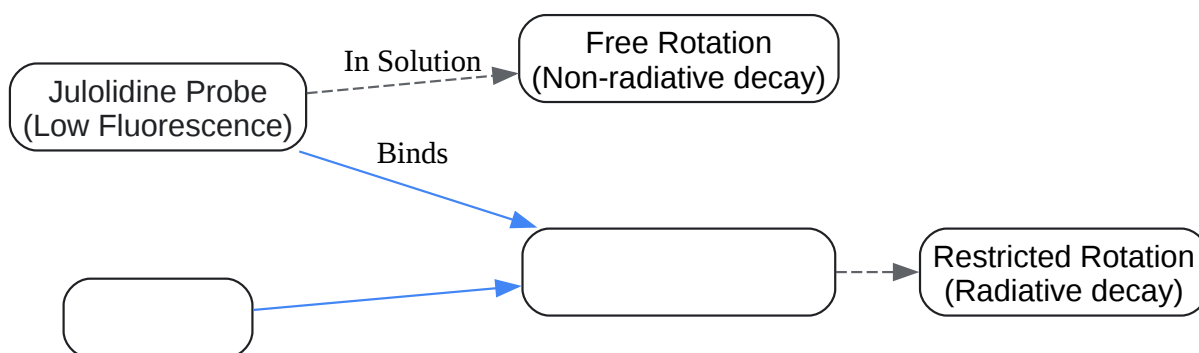 Free Rotation
(Non-radiative decay)
In Solution
Julolidine Probe
(Low Fluorescence)
Binds
Restricted Rotation
(Radiative decay)